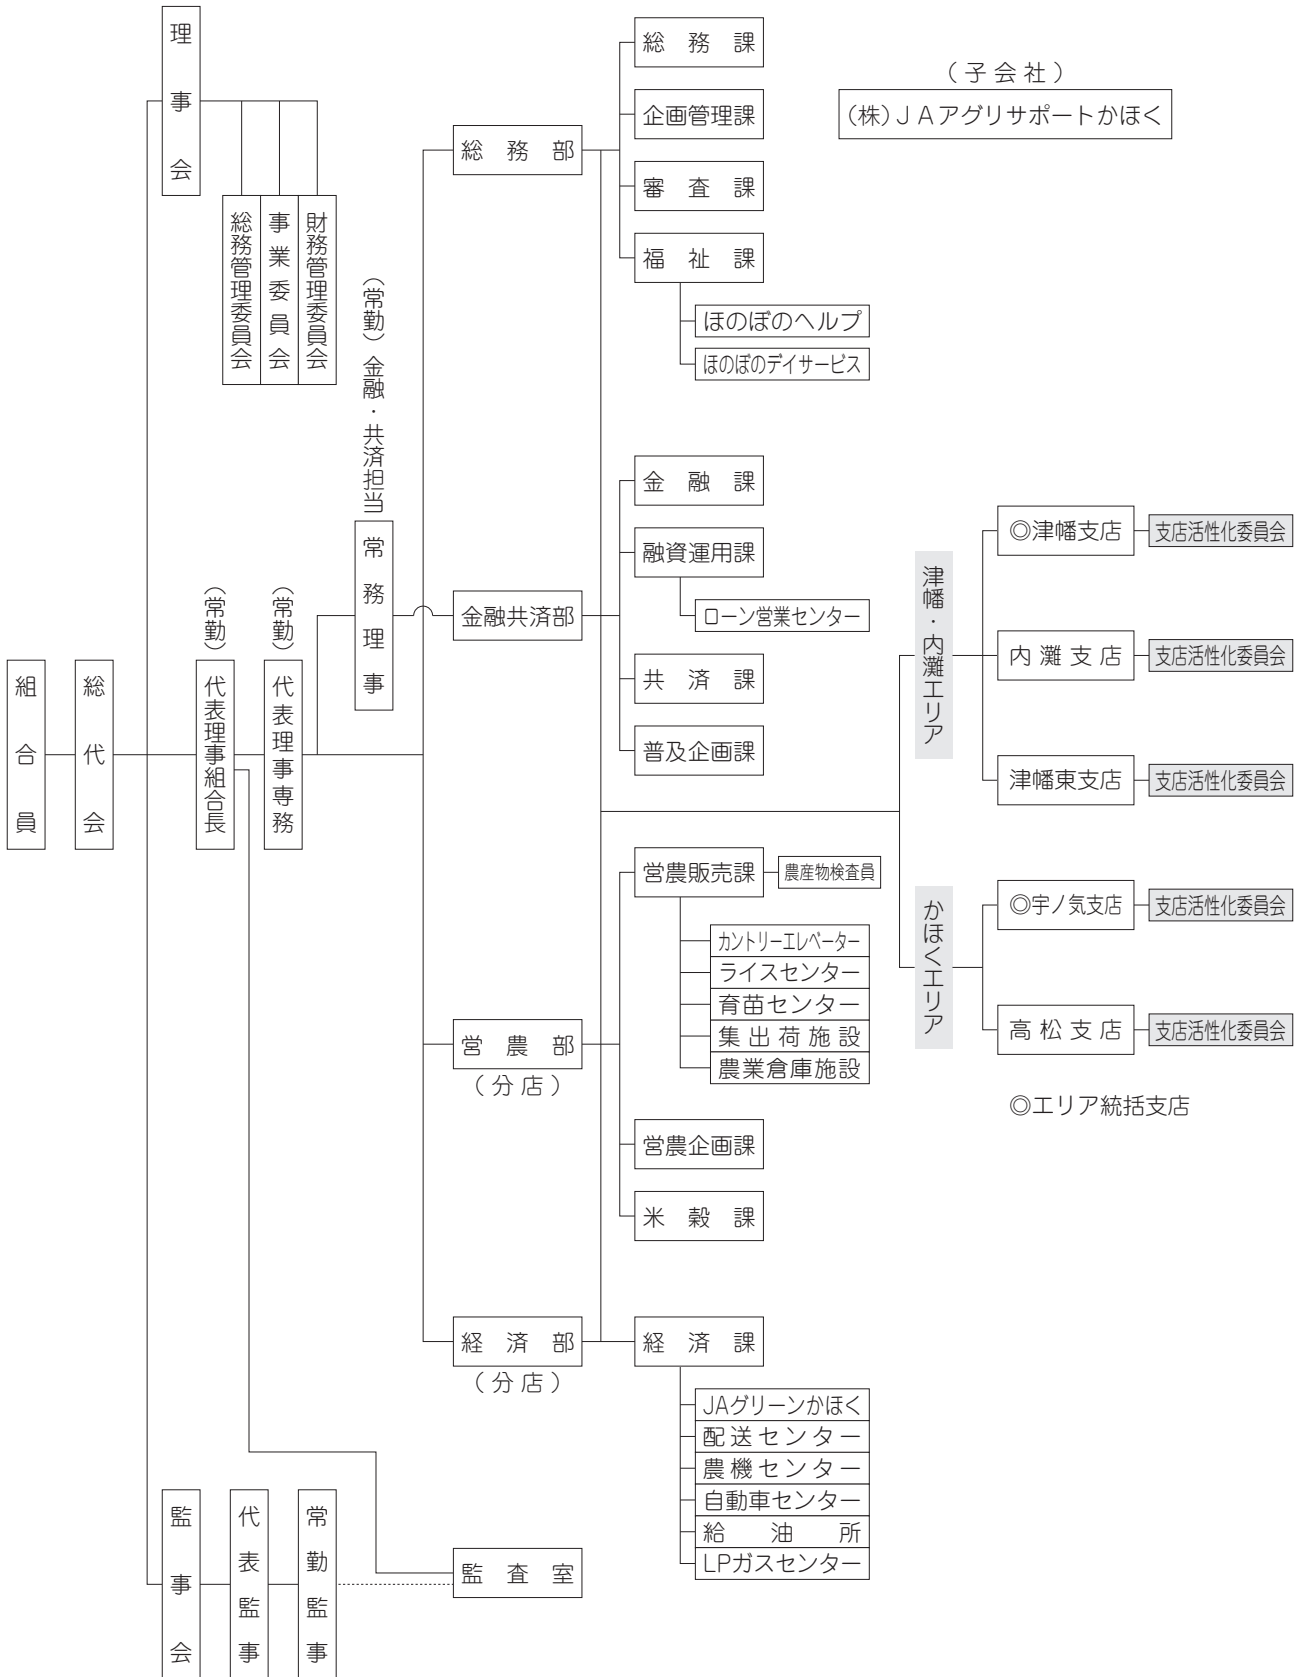 組合員
総代会
理事会
総務管理委員会
事業委員会
財務管理委員会
(常勤)
代表理事組合長
(常勤)
代表理事専務
(常勤)金融・共済担当
常務理事
監事会
代表監事
常勤監事
監査室
総務部
総務課
企画管理課
審査課
福祉課
ほのぼのヘルプ
ほのぼのデイサービス
金融共済部
金融課
融資運用課
ローン営業センター
共済課
普及企画課
営農部
(分店)
営農販売課
農産物検査員
カントリーエレベーター
ライスセンター
育苗センター
集出荷施設
農業倉庫施設
営農企画課
米穀課
経済部
(分店)
経済課
JAグリーンかほく
配送センター
農機センター
自動車センター
給油所
LPガスセンター
(子会社)
(株)JAアグリサポートかほく
津幡・内灘エリア
◎津幡支店
支店活性化委員会
内灘支店
支店活性化委員会
津幡東支店
支店活性化委員会
かほくエリア
◎宇ノ気支店
支店活性化委員会
高松支店
支店活性化委員会
◎エリア統括支店